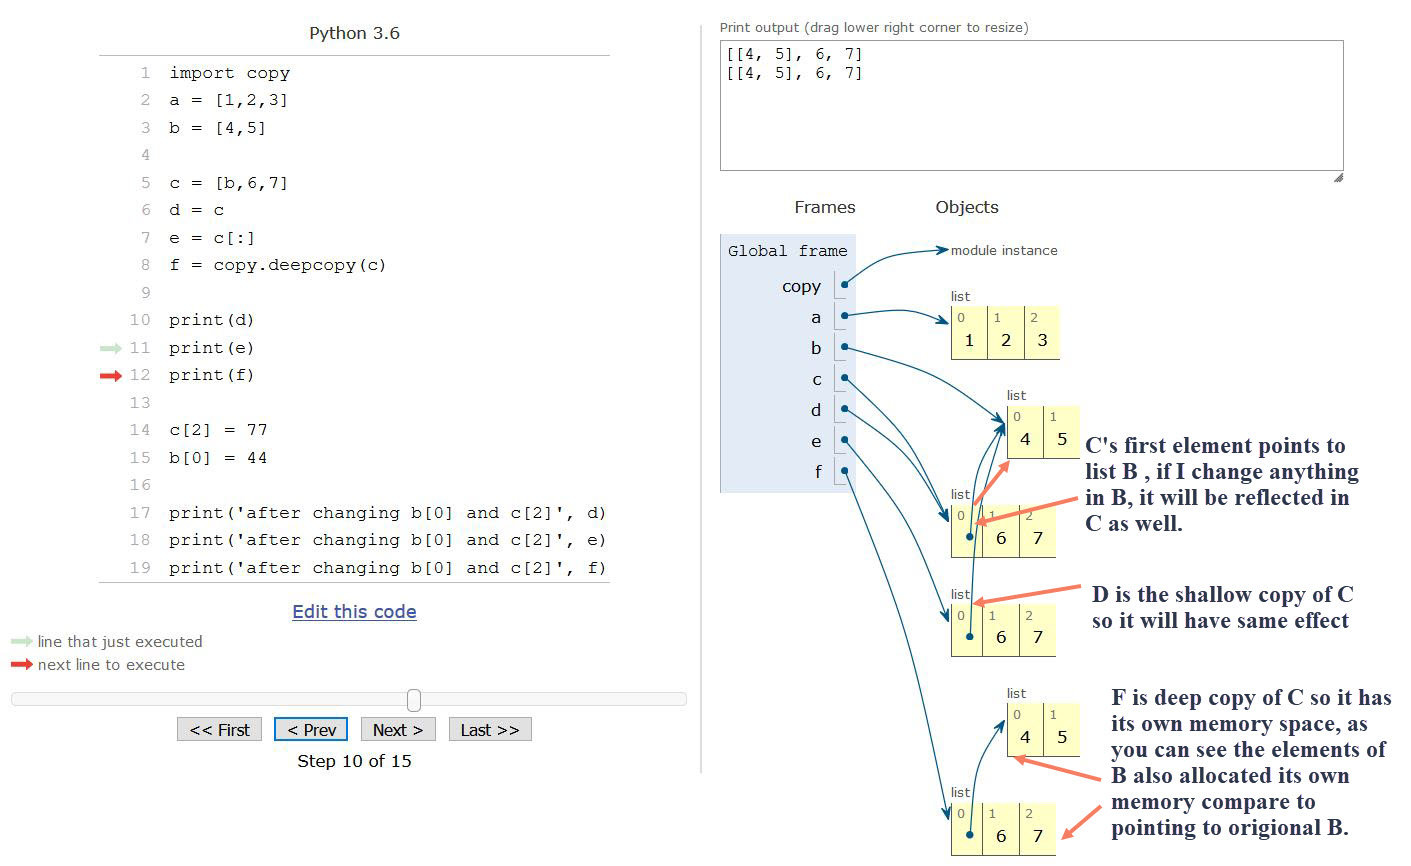 Python 3.6
1 import copy
2 a = [1,2,3]
3 b = [4,5]
4
5 c = [b,6,7]
6 d = c
7 e = c[:]
8 f = copy.deepcopy(c)
9
10 print(d)
11 print(e)
12 print(f)
13
14 c[2] = 77
15 b[0] = 44
16
17 print('after changing b[0] and c[2]', d)
18 print('after changing b[0] and c[2]', e)
19 print('after changing b[0] and c[2]', f)
Edit this code
line that just executed
next line to execute
<< First < Prev Next > Last >>
Step 10 of 15
Print output (drag lower right corner to resize)
[[4, 5], 6, 7]
[[4, 5], 6, 7]
Frames Objects
Global frame
copy
a
b
c
d
e
f
module instance
list
0 1 2
1 2 3
list
0 1
4 5
C's first element points to
list B , if I change anything
in B, it will be reflected in
C as well.
list
0 1 2
6 7
list
0 1 2
6 7
D is the shallow copy of C
so it will have same effect
list
0 1
4 5
list
0 1 2
6 7
F is deep copy of C so it has
its own memory space, as
you can see the elements of
B also allocated its own
memory compare to
pointing to origional B.